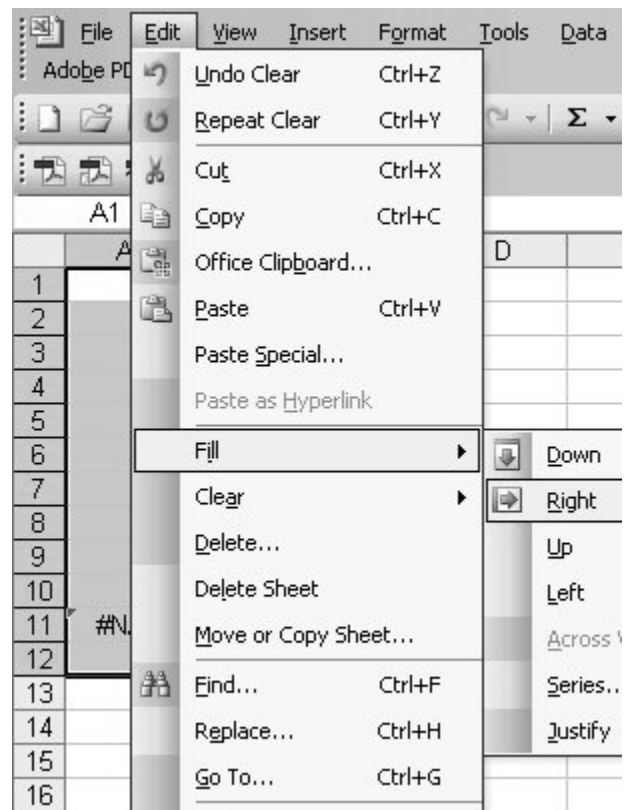 File Edit View Insert Format Tools Data
Adobe PD
Undo Clear Ctrl+Z
Repeat Clear Ctrl+Y
Σ
Cut Ctrl+X
A1
Copy Ctrl+C
A D
Office Clipboard...
1
Paste Ctrl+V
2
Paste Special...
3
Paste as Hyperlink
4
5
Fill
6
Down
Clear
7
Right
8
Delete...
9
Up
Delete Sheet
10
Left
Move or Copy Sheet...
11 #N
Across
12
Find... Ctrl+F
13
Series..
Replace... Ctrl+H
14
Justify
15
Go To... Ctrl+G
16